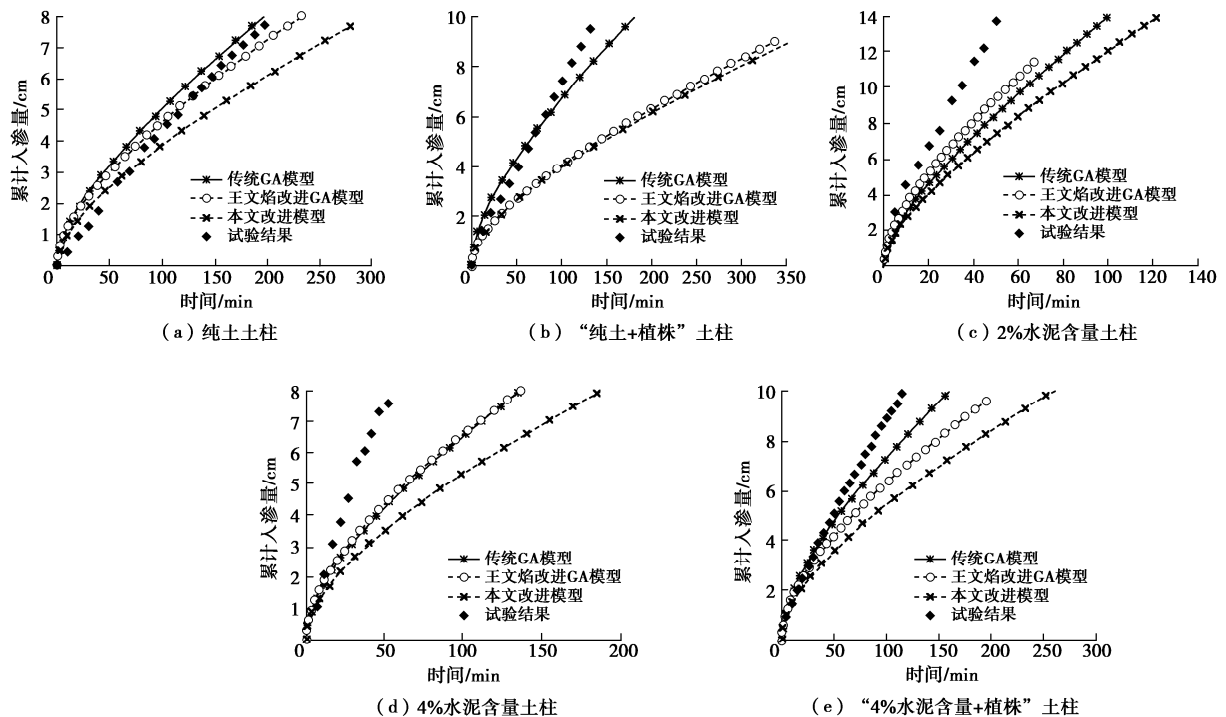 累计入渗量/cm
8
7
6
5
4
3
2
1
0
50
100
150
200
250
300
传统GA模型
王文焰改进GA模型
本文改进模型
试验结果
时间/min
(a) 纯土土柱
累计入渗量/cm
10
8
6
4
2
0
50
100
150
200
250
300
350
传统GA模型
王文焰改进GA模型
本文改进模型
试验结果
时间/min
(b) “纯土+植株”土柱
累计入渗量/cm
14
12
10
8
6
4
2
0
20
40
60
80
100
120
140
传统GA模型
王文焰改进GA模型
本文改进模型
试验结果
时间/min
(c) 2%水泥含量土柱
累计入渗量/cm
8
7
6
5
4
3
2
1
0
50
100
150
200
传统GA模型
王文焰改进GA模型
本文改进模型
试验结果
时间/min
(d) 4%水泥含量土柱
累计入渗量/cm
10
8
6
4
2
0
50
100
150
200
250
300
传统GA模型
王文焰改进GA模型
本文改进模型
试验结果
时间/min
(e) “4%水泥含量+植株”土柱